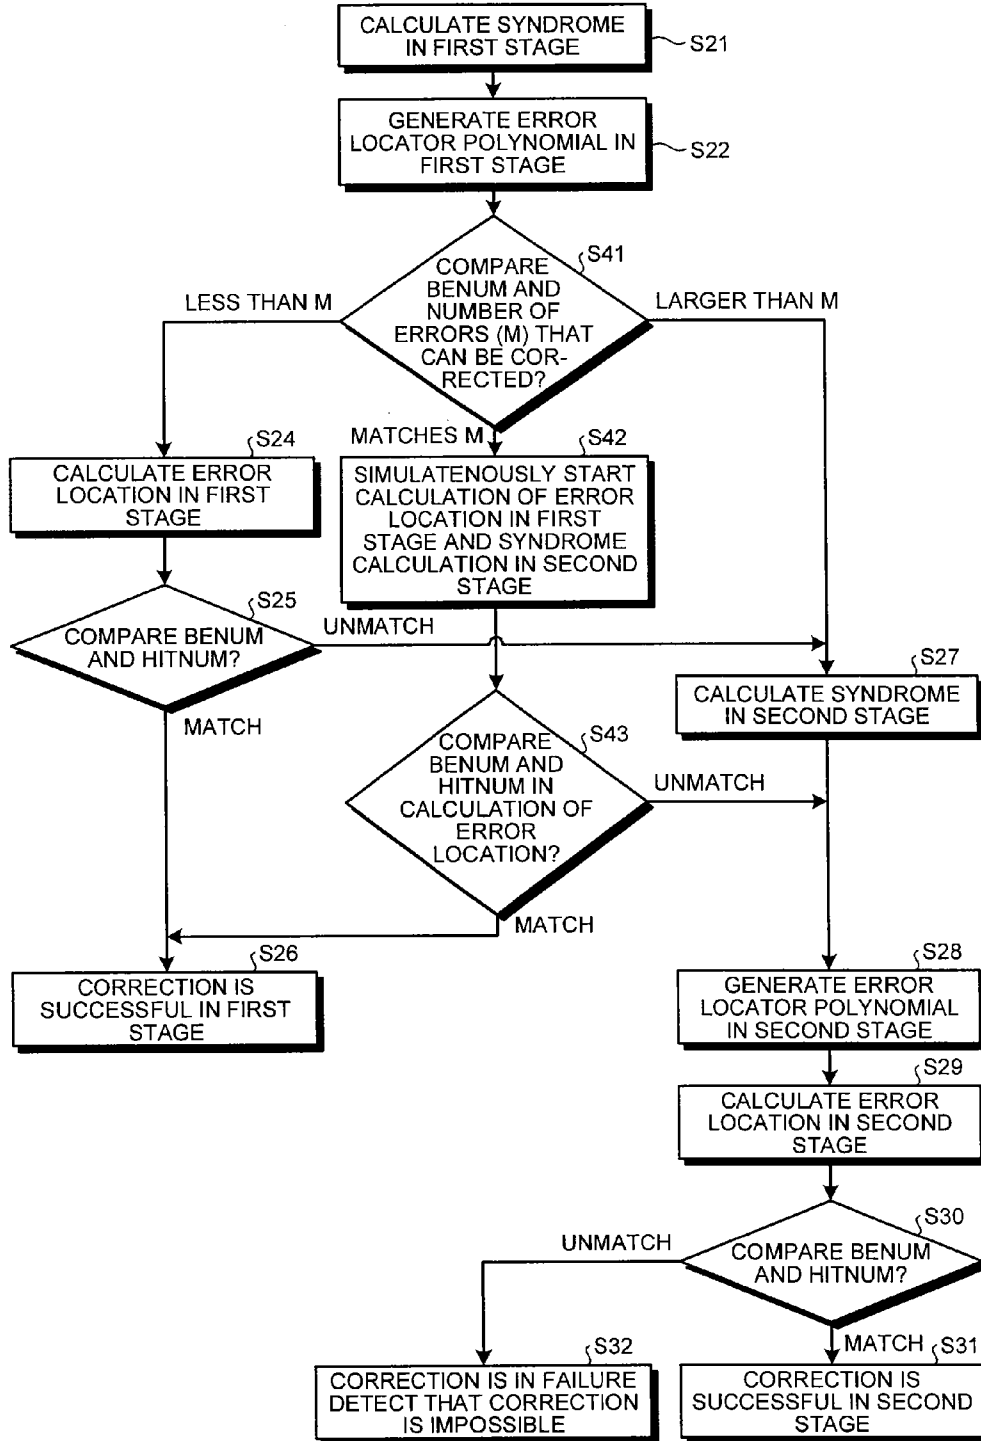 CALCULATE SYNDROME
IN FIRST STAGE
S21
GENERATE ERROR
LOCATOR POLYNOMIAL IN
FIRST STAGE
S22
S41
COMPARE
BENUM AND
NUMBER OF
ERRORS (M) THAT
CAN BE COR-
RECTED?
LESS THAN M
LARGER THAN M
MATCHES M
S24
CALCULATE ERROR
LOCATION IN FIRST
STAGE
S42
SIMULATENOUSLY START
CALCULATION OF ERROR
LOCATION IN FIRST
STAGE AND SYNDROME
CALCULATION IN SECOND
STAGE
S25
COMPARE BENUM
AND HITNUM?
UNMATCH
MATCH
S27
CALCULATE SYNDROME
IN SECOND STAGE
S43
COMPARE
BENUM AND
HITNUM IN
CALCULATION OF
ERROR
LOCATION?
UNMATCH
MATCH
S26
CORRECTION IS
SUCCESSFUL IN FIRST
STAGE
S28
GENERATE ERROR
LOCATOR POLYNOMIAL
IN SECOND STAGE
S29
CALCULATE ERROR
LOCATION IN SECOND
STAGE
S30
COMPARE BENUM
AND HITNUM?
UNMATCH
MATCH
S32
CORRECTION IS IN FAILURE
DETECT THAT CORRECTION
IS IMPOSSIBLE
S31
CORRECTION IS
SUCCESSFUL IN SECOND
STAGE